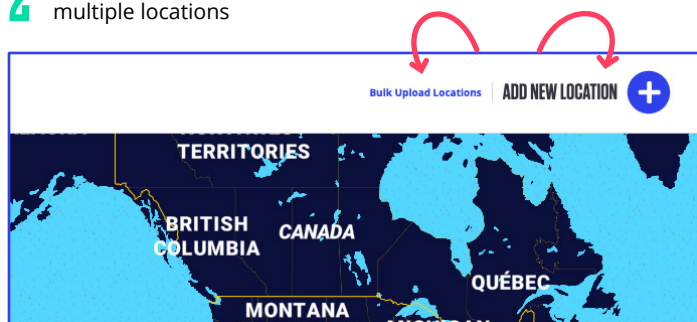 multiple locations
Bulk Upload Locations
ADD NEW LOCATION
TERRITORIES
BRITISH
COLUMBIA
CANADA
QUÉBEC
MONTANA